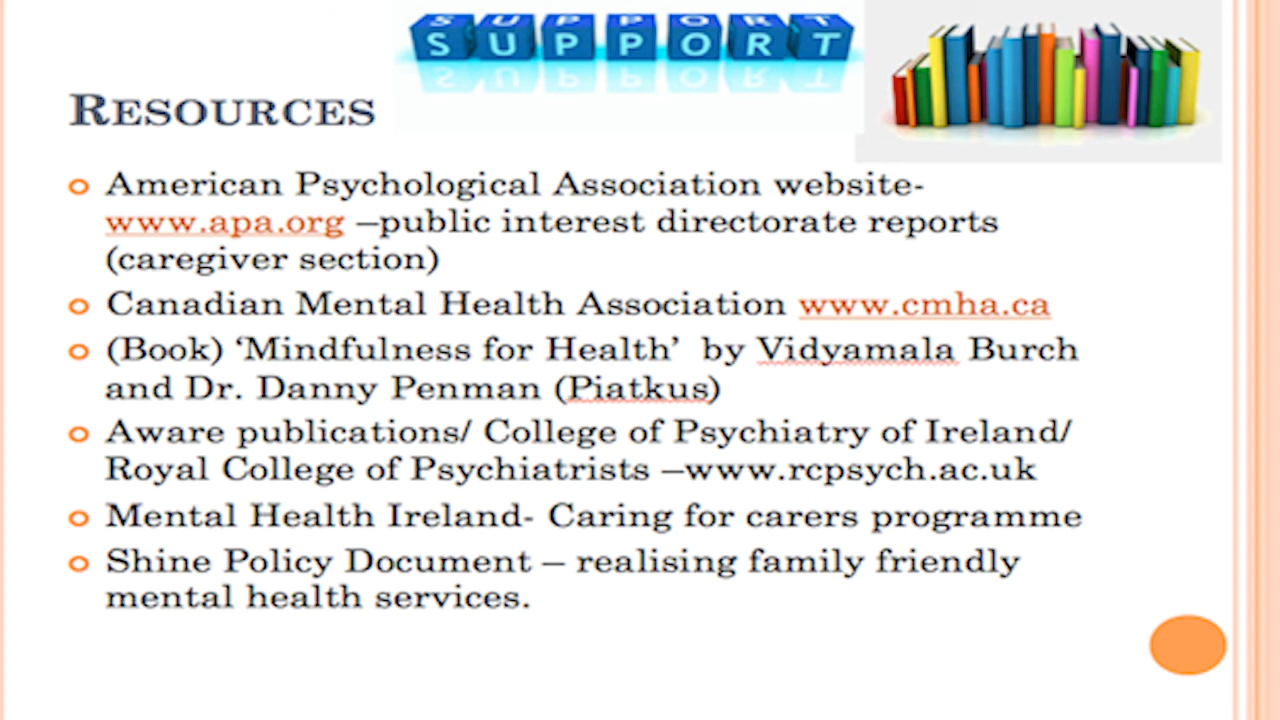 SUPPORT
RESOURCES
American Psychological Association website-
www.apa.org –public interest directorate reports
(caregiver section)
Canadian Mental Health Association www.cmha.ca
(Book) ‘Mindfulness for Health’ by Vidyamala Burch
and Dr. Danny Penman (Piatkus)
Aware publications/ College of Psychiatry of Ireland/
Royal College of Psychiatrists –www.rcpsych.ac.uk
Mental Health Ireland- Caring for carers programme
Shine Policy Document – realising family friendly
mental health services.